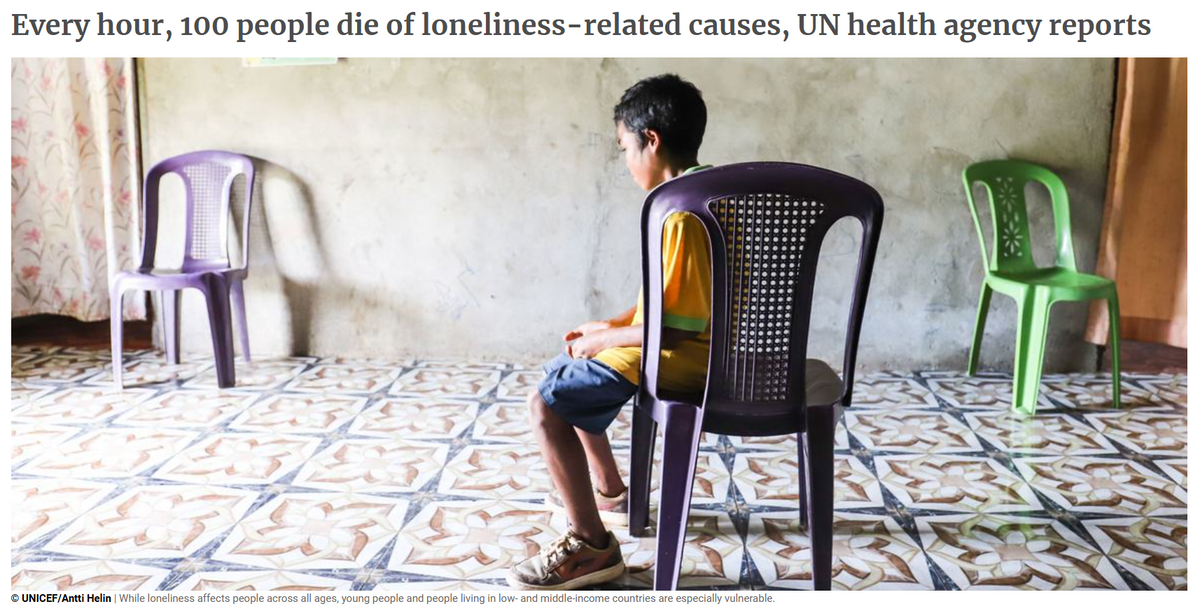 Every hour, 100 people die of loneliness-related causes, UN health agency reports
© UNICEF/Antti Helin | While loneliness affects people across all ages, young people and people living in low- and middle-income countries are especially vulnerable.